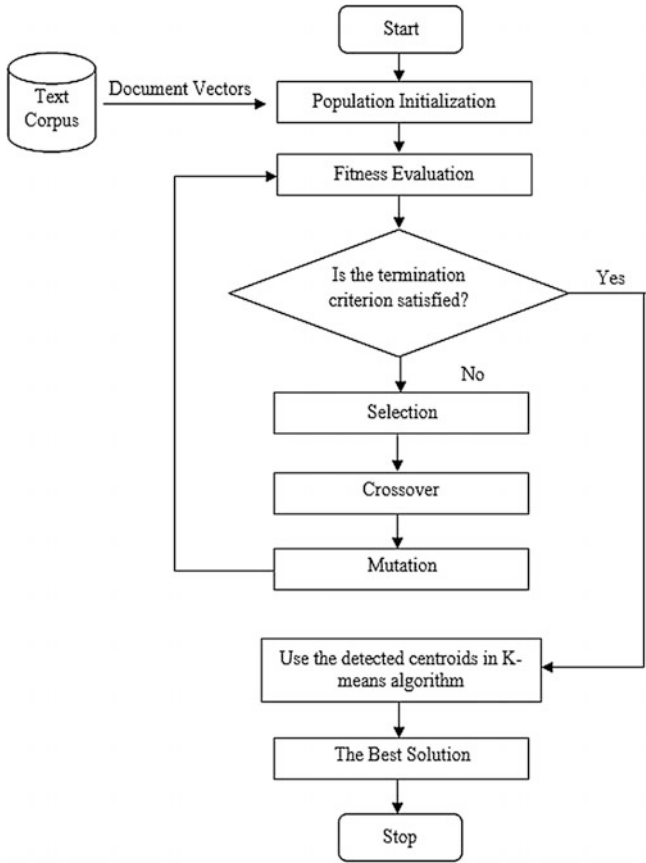 Start
Text
Corpus
Document Vectors
Population Initialization
Fitness Evaluation
Is the termination
criterion satisfied?
Yes
No
Selection
Crossover
Mutation
Use the detected centroids in K-
means algorithm
The Best Solution
Stop